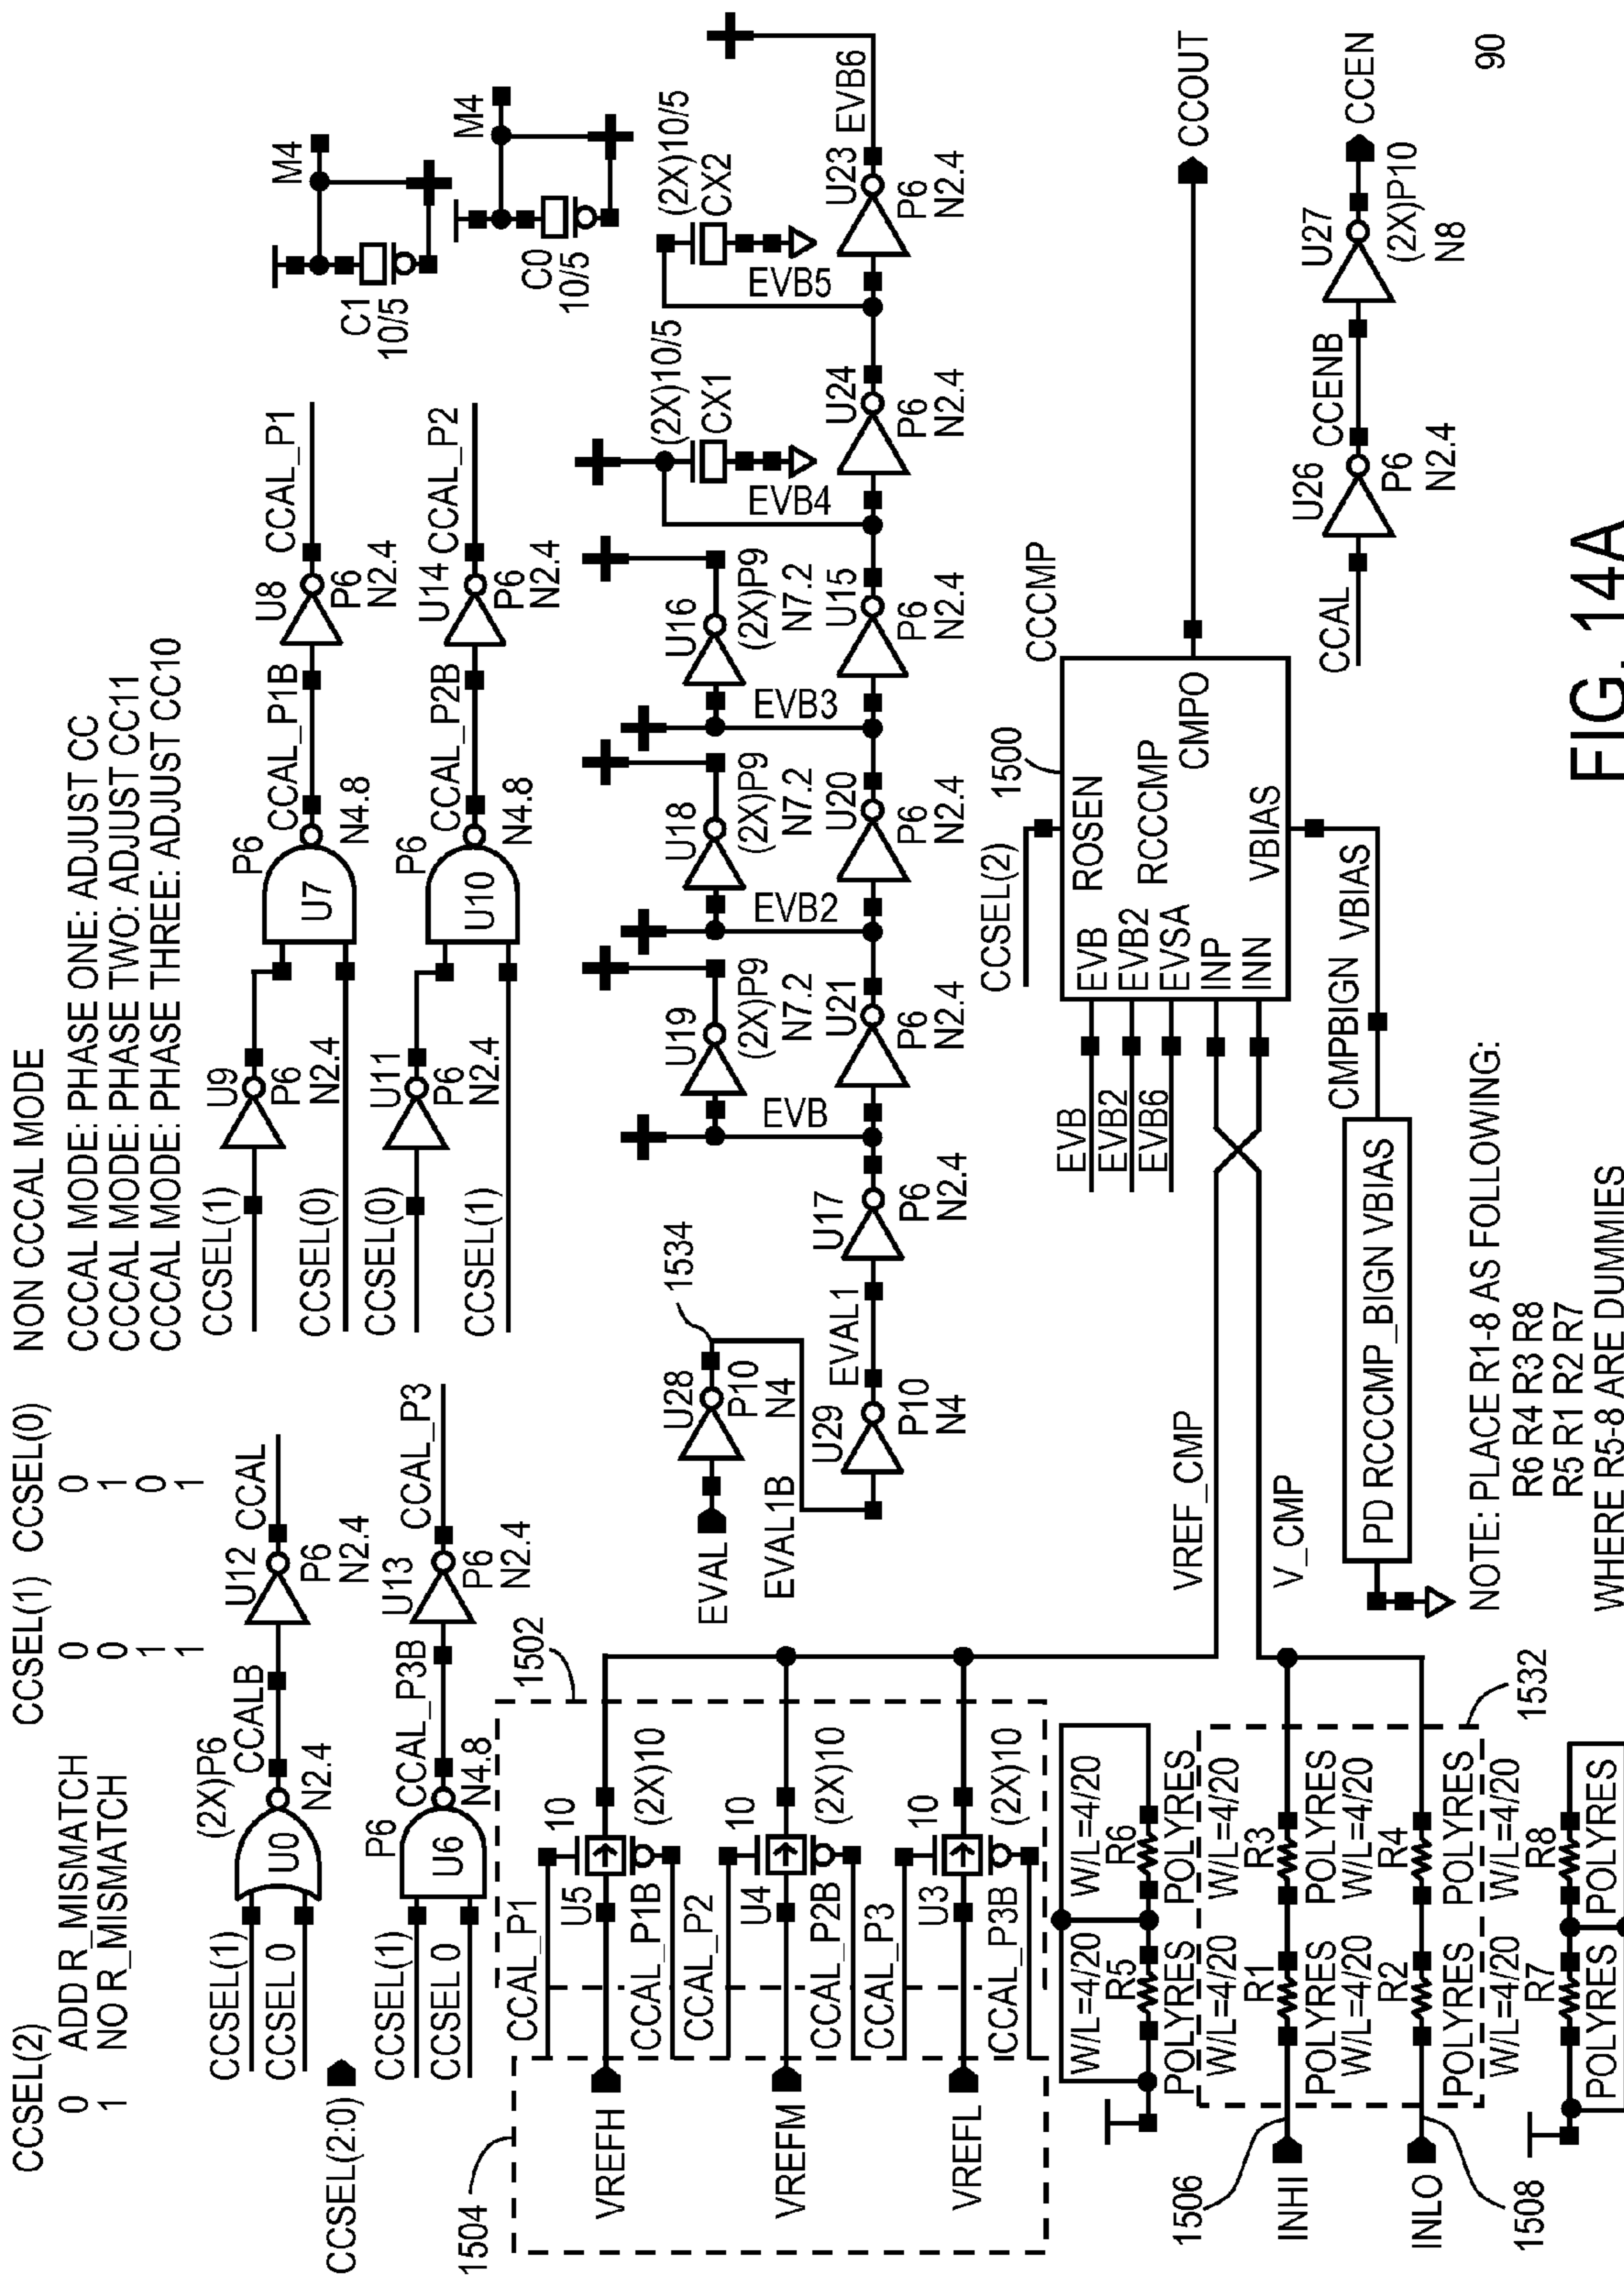 CCSEL(2)
0 ADD R_MISMATCH
1 NO R_MISMATCH
CCSEL(1) CCSEL(0)
0 0 NON CCCAL MODE
0 1 CCCAL MODE: PHASE ONE: ADJUST CC
1 0 CCCAL MODE: PHASE TWO: ADJUST CC11
1 1 CCCAL MODE: PHASE THREE: ADJUST CC10
CCSEL(1)
CCSEL 0
U0
(2X)P6
N2.4
CCALB
U12
P6
N2.4
CCAL
CCSEL(2:0)
CCSEL(1)
CCSEL 0
U6
P6
N4.8
CCAL_P3B
U13
P6
N2.4
CCAL_P3
CCSEL(1)
U9
P6
N2.4
CCSEL(0)
U7
P6
N4.8
CCAL_P1B
U8
P6
N2.4
CCAL_P1
CCSEL(0)
U11
P6
N2.4
CCSEL(1)
U10
P6
N4.8
CCAL_P2B
U14
P6
N2.4
CCAL_P2
C1
10/5
M4
C0
10/5
M4
1504
1502
VREFH
CCAL_P1
U5
10
(2X)10
CCAL_P1B
VREFM
CCAL_P2
U4
10
(2X)10
CCAL_P2B
VREFL
CCAL_P3
U3
10
(2X)10
CCAL_P3B
EVAL
U28
P10
N4
1534
EVAL1B
U29
P10
N4
EVAL1
U17
P6
N2.4
EVB
U19
(2X)P9
N7.2
U21
P6
N2.4
EVB2
U18
(2X)P9
N7.2
U20
P6
N2.4
EVB3
U16
(2X)P9
N7.2
U15
P6
N2.4
EVB4
(2X)10/5
CX1
U24
P6
N2.4
EVB5
(2X)10/5
CX2
U23
P6
N2.4
EVB6
VREF_CMP
V_CMP
EVB
EVB2
EVB6
CCSEL(2)
1500
CCCCMP
ROSEN
EVB
EVB2
EVSA
INP
INN
RCCCMP
CMPO
VBIAS
CCOUT
PD RCCCMP_BIGN VBIAS
CMPBIGN VBIAS
CCAL
U26
P6
N2.4
CCENB
U27
(2X)P10
N8
CCEN
W/L=4/20
R5
POLYRES
W/L=4/20
R6
POLYRES
1506
INHI
W/L=4/20
R1
POLYRES
W/L=4/20
R3
POLYRES
INLO
1508
W/L=4/20
R2
POLYRES
W/L=4/20
R4
POLYRES
1532
W/L=4/20
R7
POLYRES
W/L=4/20
R8
POLYRES
NOTE: PLACE R1-8 AS FOLLOWING:
R6 R4 R3 R8
R5 R1 R2 R7
WHERE R5-8 ARE DUMMIES
90
FIG. 14A